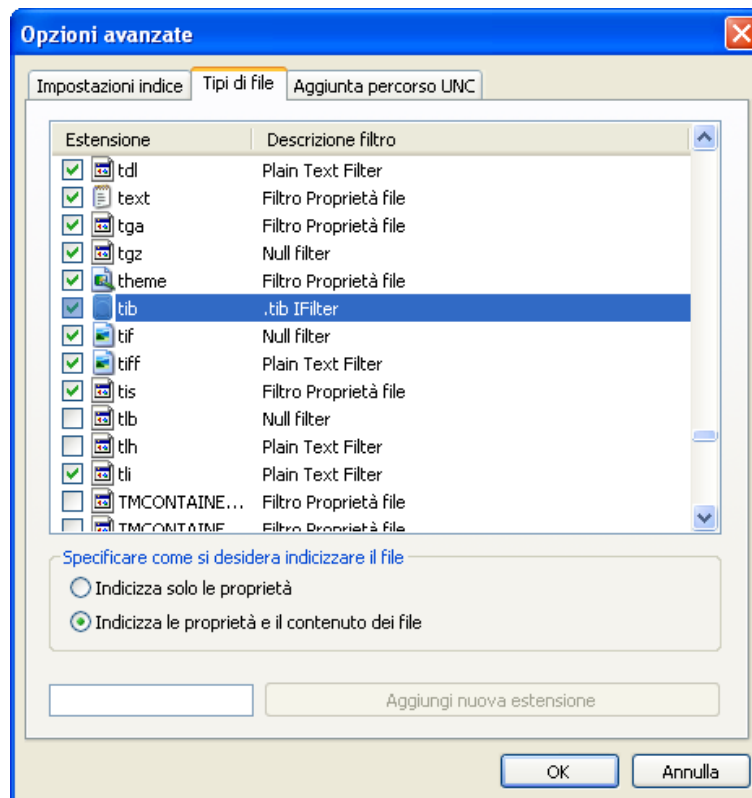 Opzioni avanzate
Impostazioni indice Tipi di file Aggiunta percorso UNC
Estensione Descrizione filtro
tdl Plain Text Filter
text Filtro Proprietà file
tga Filtro Proprietà file
tgz Null filter
theme Filtro Proprietà file
tib .tib IFilter
tif Null filter
tiff Plain Text Filter
tis Filtro Proprietà file
tlb Null filter
tlh Plain Text Filter
tli Plain Text Filter
TMCONTAINE... Filtro Proprietà file
TMCONTAINE Filtro Proprietà file
Specificare come si desidera indicizzare il file
Indicizza solo le proprietà
Indicizza le proprietà e il contenuto dei file
Aggiungi nuova estensione
OK Annulla